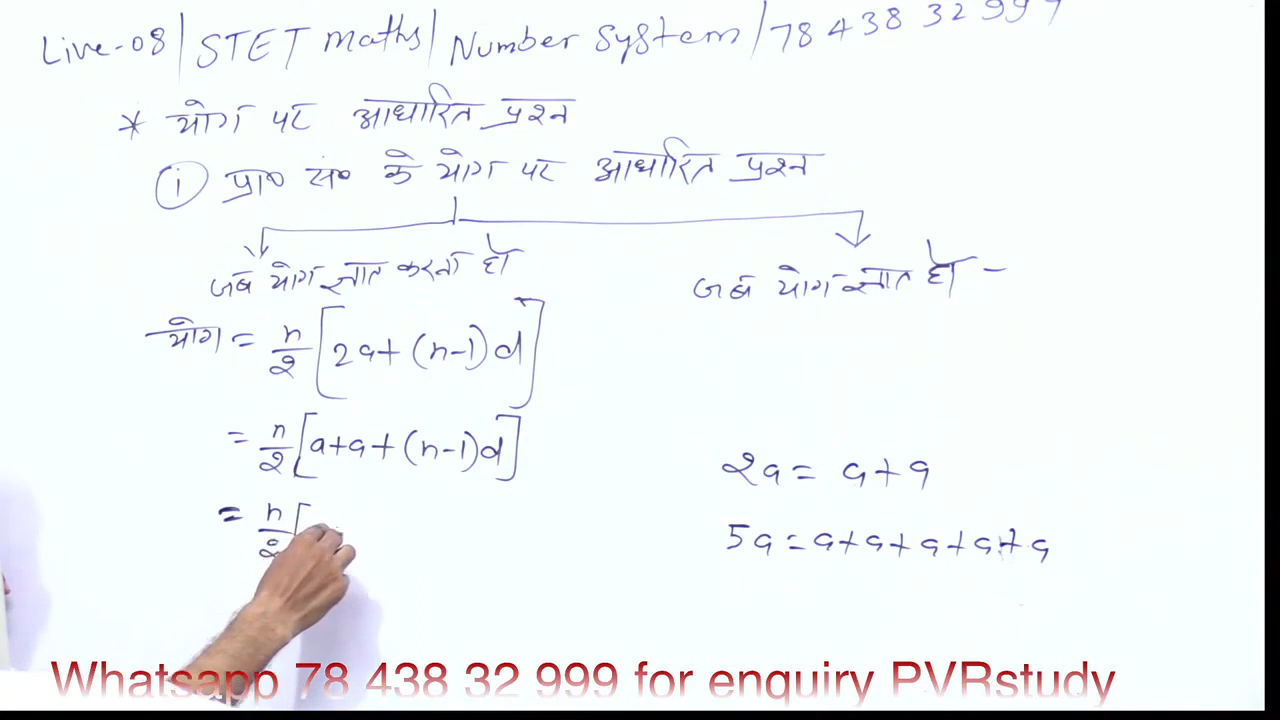 Live-08/STET maths/Number System/78 438 32 999
* योग पर आधारित प्रश्न
(i) प्रा० सं० के योग पर आधारित प्रश्न
जब योग ज्ञात करना हो
जब योग ज्ञात हो -
योग = n/2 [2a+(n-1)d]
= n/2 [a+a+(n-1)d]
2a = a+a
= n/2 [
5a = a+a+a+a+a
Whatsapp 78 438 32 999 for enquiry PVRstudy